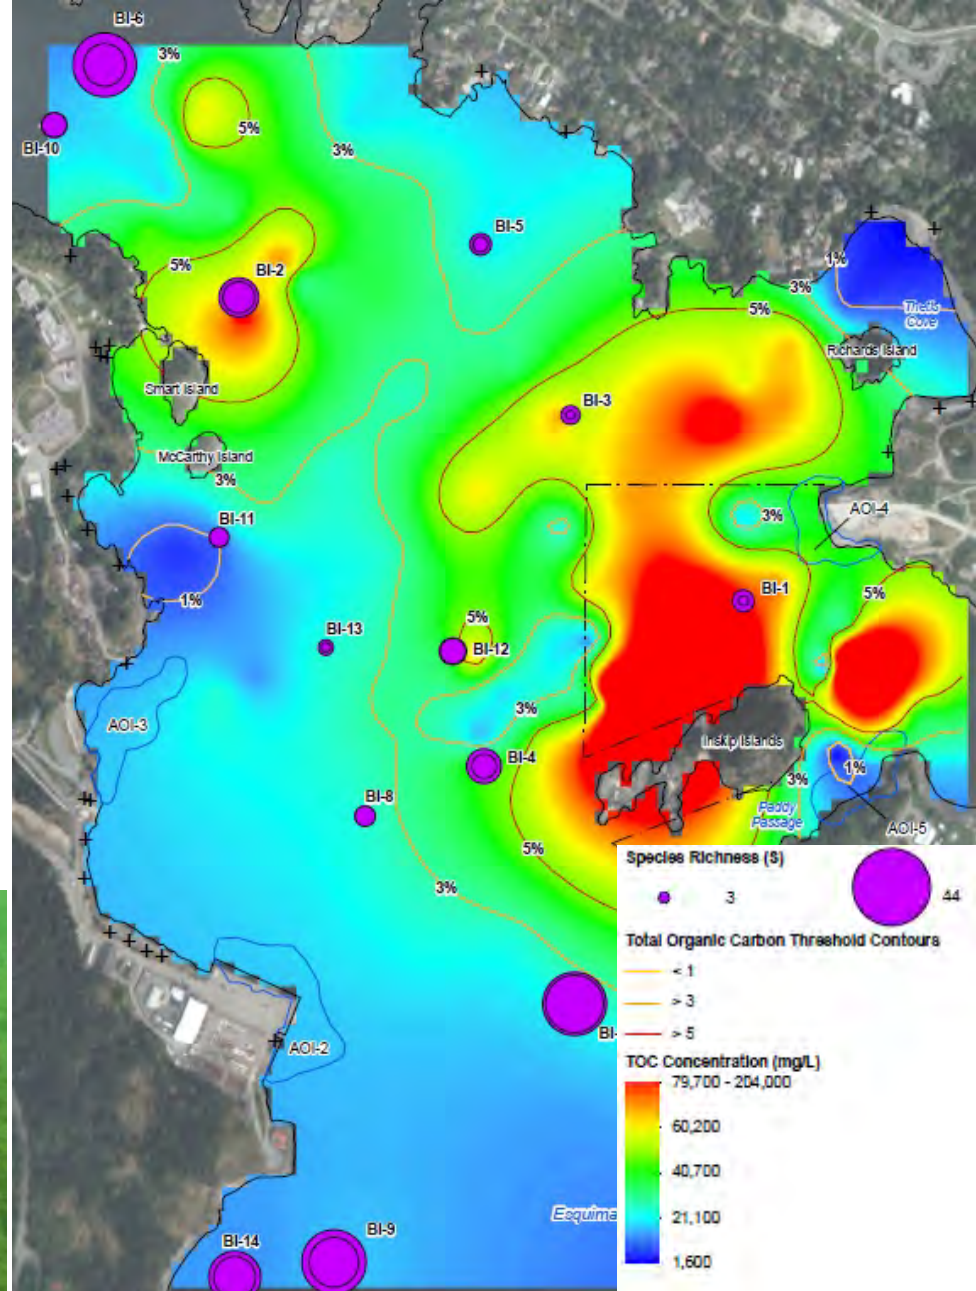 BI-6
3%
5%
BI-10
3%
BI-5
5%
BI-2
1%
3%
Thetis
Cove
5%
Richards Island
Smart Island
BI-3
McCarthy Island
3%
BI-11
3%
AOI-4
1%
BI-1
5%
5%
BI-13
BI-12
3%
AOI-3
Inskip Islands
BI-4
3%
1%
BI-8
Paddy
Passage
AOI-5
5%
3%
Species Richness (S)
3
44
Total Organic Carbon Threshold Contours
< 1
> 3
> 5
BI-
AOI-2
TOC Concentration (mg/L)
79,700 - 204,000
60,200
40,700
21,100
1,600
Esquima
BI-14
BI-9